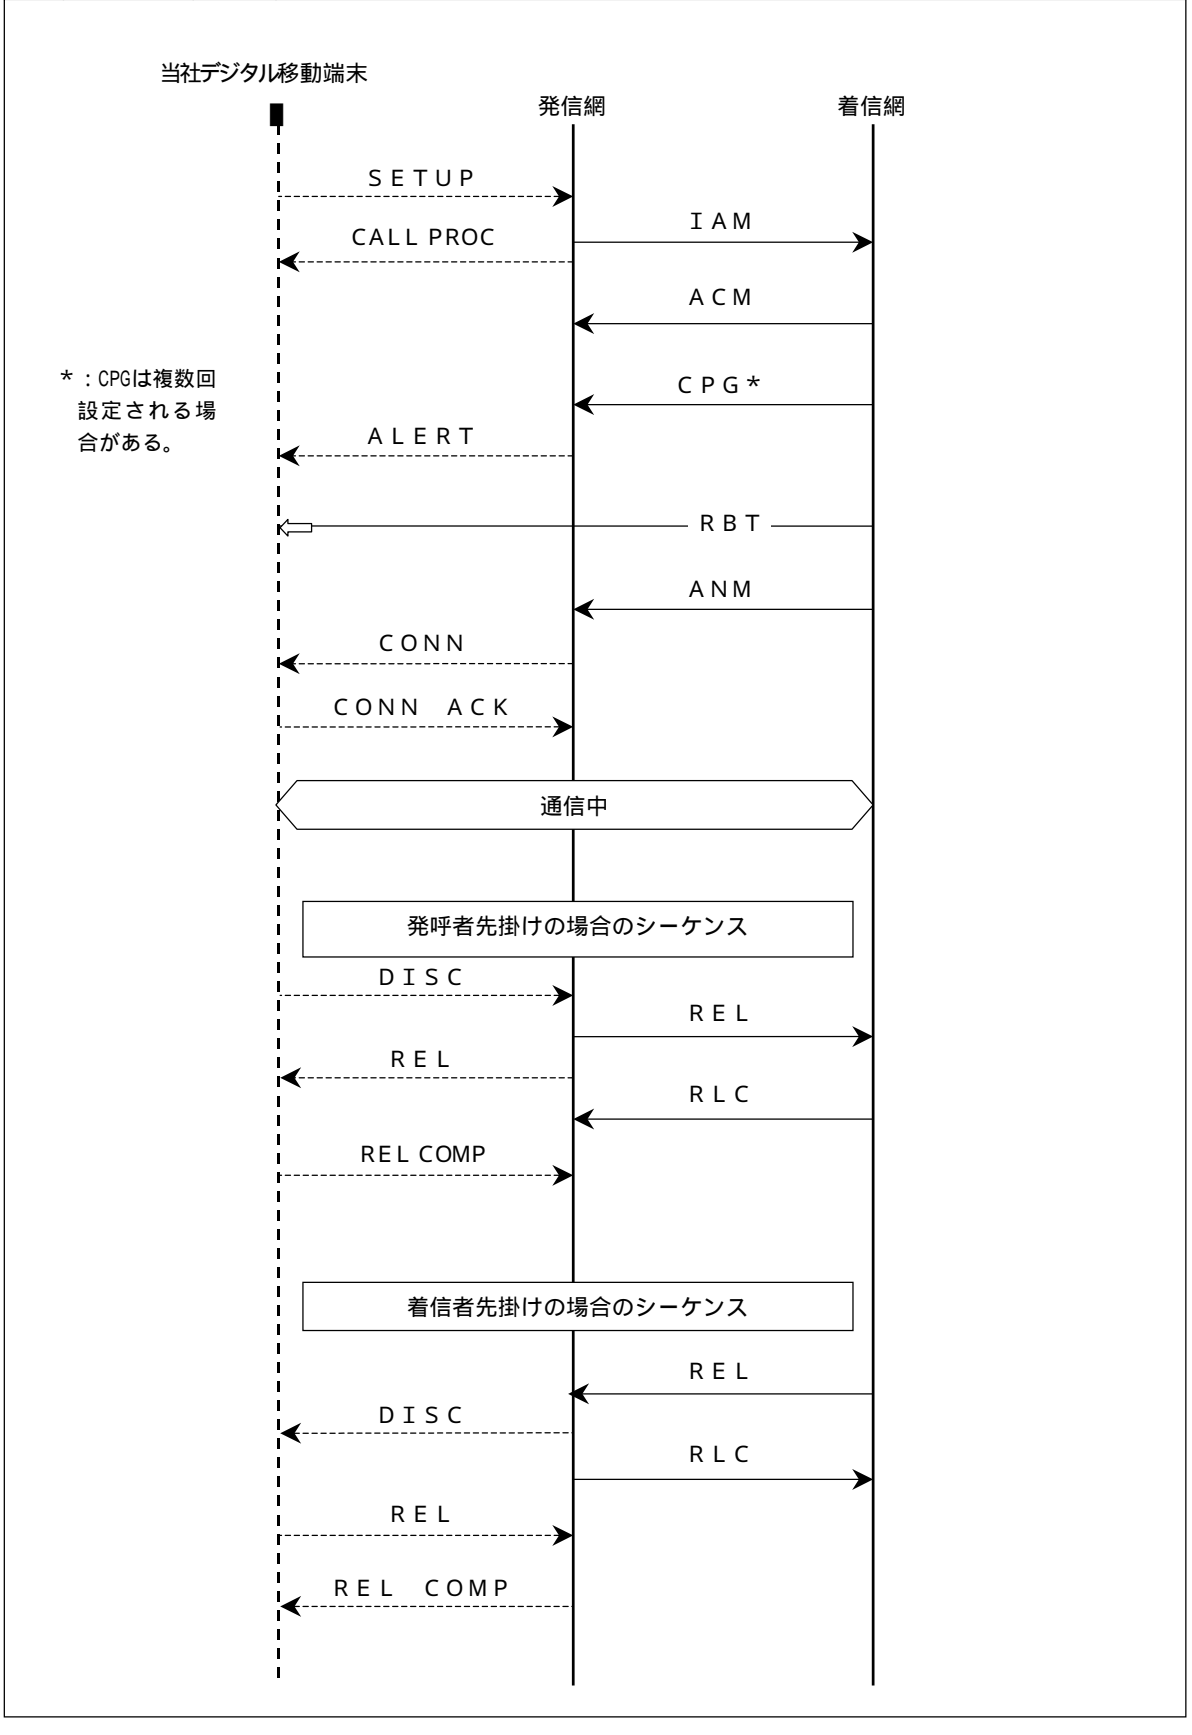 当社デジタル移動端末
発信網
着信網
ＳＥＴＵＰ
ＩＡＭ
CALL PROC
ＡＣＭ
＊：CPGは複数回
設定される場
合がある。
ＣＰＧ＊
ＡＬＥＲＴ
ＲＢＴ
ＡＮＭ
ＣＯＮＮ
ＣＯＮＮ　ＡＣＫ
通信中
発呼者先掛けの場合のシーケンス
ＤＩＳＣ
ＲＥＬ
ＲＥＬ
ＲＬＣ
REL COMP
着信者先掛けの場合のシーケンス
ＲＥＬ
ＤＩＳＣ
ＲＬＣ
ＲＥＬ
ＲＥＬ　ＣＯＭＰ